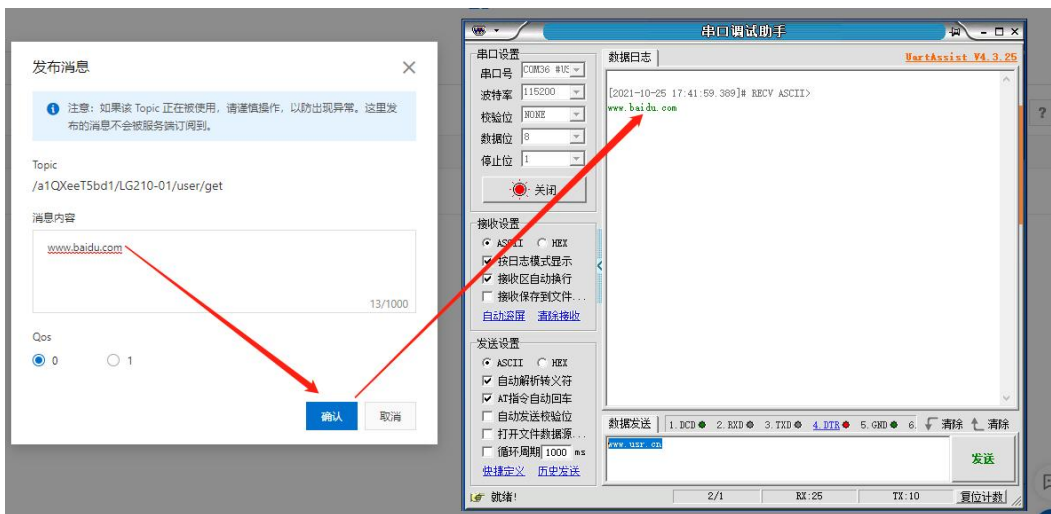 发布消息
注意：如果该 Topic 正在被使用，请谨慎操作，以防出现异常。这里发
布的消息不会被服务端订阅到。
Topic
/a1QXeeT5bd1/LG210-01/user/get
消息内容
www.baidu.com
13/1000
Qos
0 1
确认 取消
串口调试助手
串口设置
串口号 COM36 #US
波特率 115200
校验位 NONE
数据位 8
停止位 1
关闭
接收设置
ASCII HEX
按日志模式显示
接收区自动换行
接收保存到文件...
自动滚屏 清除接收
发送设置
ASCII HEX
自动解析转义符
AT指令自动回车
自动发送校验位
打开文件数据源...
循环周期 1000 ms
快捷定义 历史发送
数据日志 UartAssist V4.3.25
[2021-10-25 17:41:59.389]# RECV ASCII>
www.baidu.com
数据发送 1.DCD 2.RXD 3.TXD 4.DTR 5.GND 6. 清除 清除
www.usr.cn
发送
就绪! 2/1 RX:25 TX:10 复位计数
?